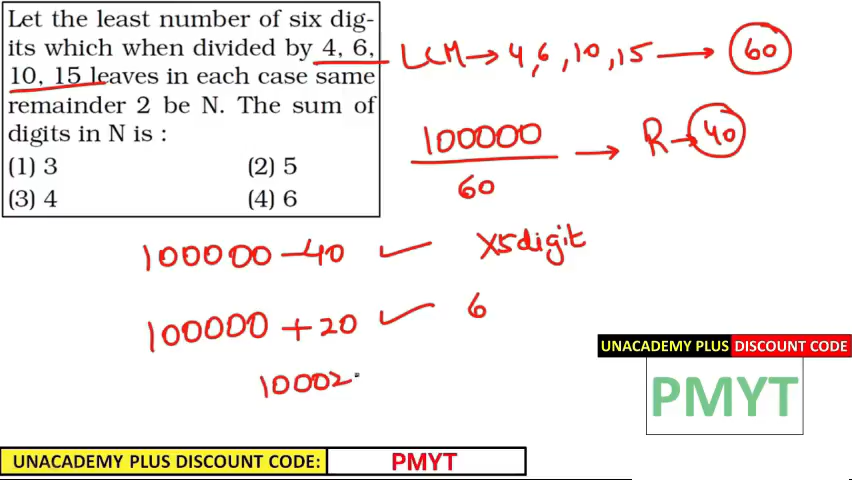 Let the least number of six dig-
its which when divided by 4, 6,
10, 15 leaves in each case same
remainder 2 be N. The sum of
digits in N is :
(1) 3 (2) 5
(3) 4 (4) 6
LCM → 4, 6, 10, 15 → 60
100000
60
→ R → 40
100000 - 40 ✓ X5digit
100000 + 20 ✓ 6
10002
UNACADEMY PLUS DISCOUNT CODE
PMYT
UNACADEMY PLUS DISCOUNT CODE: PMYT